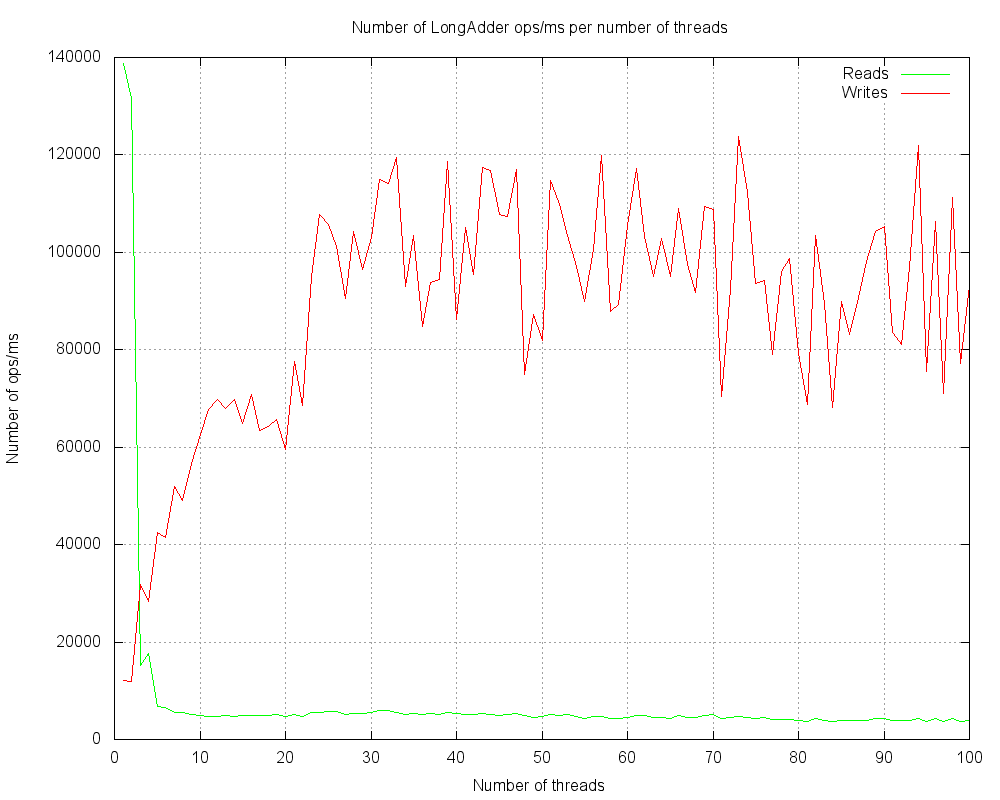 Number of LongAdder ops/ms per number of threads
140000
120000
100000
80000
60000
40000
20000
0
Reads
Writes
Number of ops/ms
0 10 20 30 40 50 60 70 80 90 100
Number of threads